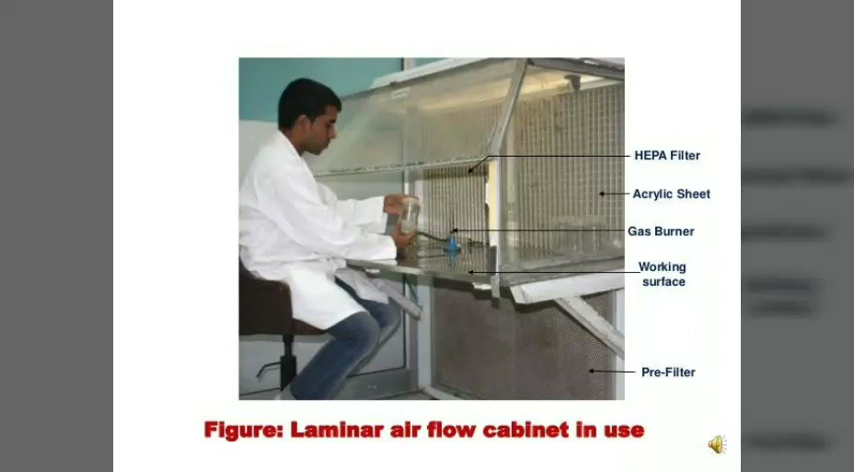 HEPA Filter
Acrylic Sheet
Gas Burner
Working
surface
Pre-Filter
Figure: Laminar air flow cabinet in use